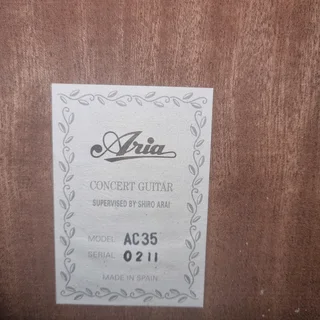 Aria
CONCERT GUITAR
SUPERVISED BY SHIRO ARAI
MODEL AC35
SERIAL 0211
MADE IN SPAIN